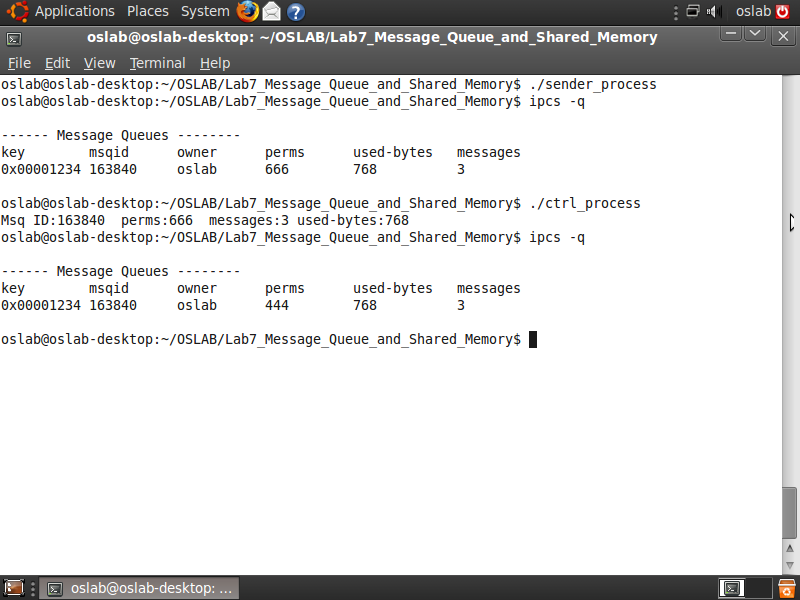 Applications Places System oslab
oslab@oslab-desktop: ~/OSLAB/Lab7_Message_Queue_and_Shared_Memory
File Edit View Terminal Help
oslab@oslab-desktop:~/OSLAB/Lab7_Message_Queue_and_Shared_Memory$ ./sender_process
oslab@oslab-desktop:~/OSLAB/Lab7_Message_Queue_and_Shared_Memory$ ipcs -q
------ Message Queues --------
key        msqid      owner      perms      used-bytes   messages
0x00001234 163840     oslab      666        768          3
oslab@oslab-desktop:~/OSLAB/Lab7_Message_Queue_and_Shared_Memory$ ./ctrl_process
Msq ID:163840  perms:666  messages:3 used-bytes:768
oslab@oslab-desktop:~/OSLAB/Lab7_Message_Queue_and_Shared_Memory$ ipcs -q
------ Message Queues --------
key        msqid      owner      perms      used-bytes   messages
0x00001234 163840     oslab      444        768          3
oslab@oslab-desktop:~/OSLAB/Lab7_Message_Queue_and_Shared_Memory$
oslab@oslab-desktop: ...